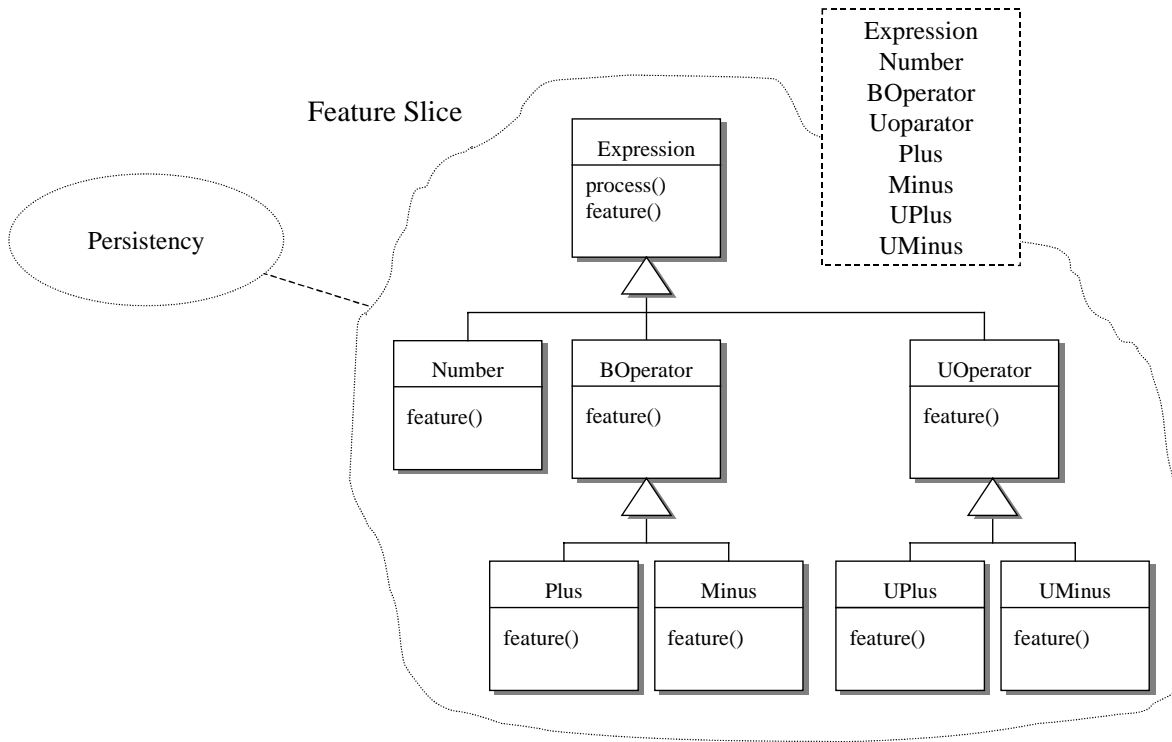 Expression
Number
BOperator
Uoparator
Plus
Minus
UPlus
UMinus
Feature Slice
Persistency
Expression
process()
feature()
Number
feature()
BOperator
feature()
UOperator
feature()
Plus
feature()
Minus
feature()
UPlus
feature()
UMinus
feature()